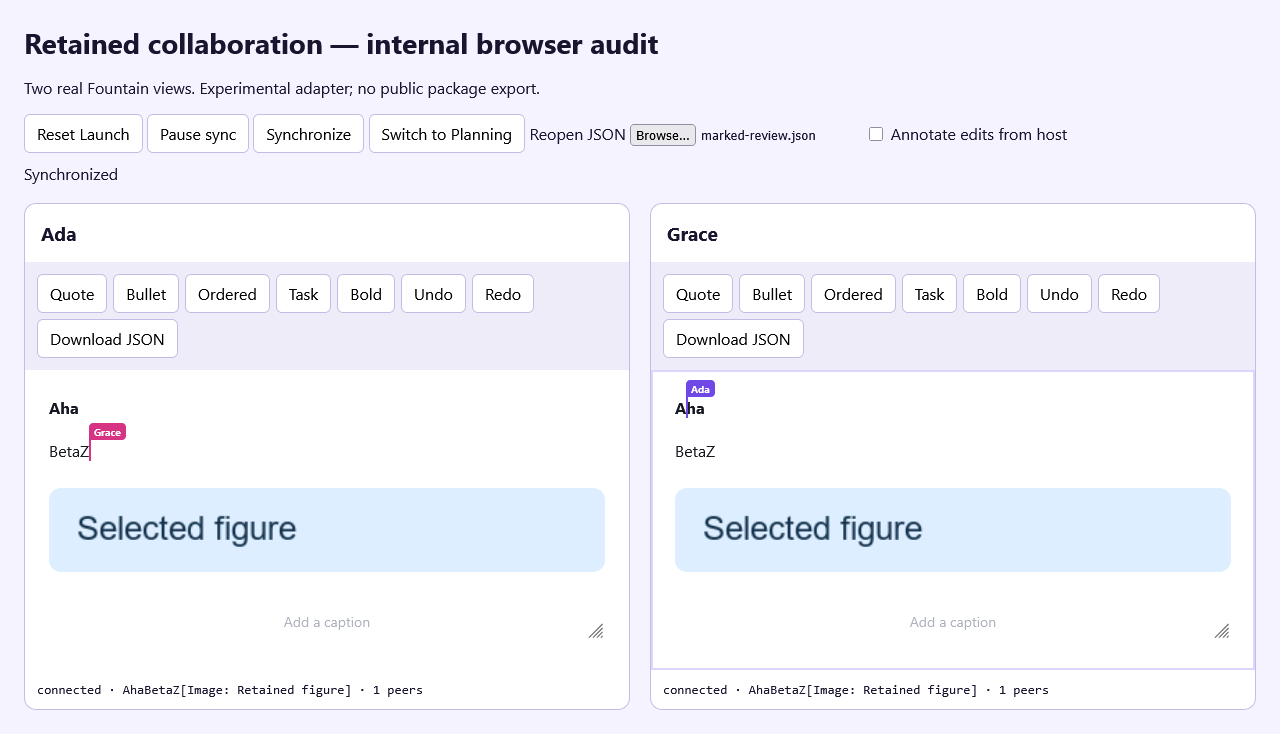 Retained collaboration — internal browser audit
Two real Fountain views. Experimental adapter; no public package export.
Reset Launch Pause sync Synchronize Switch to Planning Reopen JSON Browse... marked-review.json Annotate edits from host
Synchronized
Ada
Quote Bullet Ordered Task Bold Undo Redo
Download JSON
Aha
Grace
BetaZ
Selected figure
Add a caption
connected · AhaBetaZ[Image: Retained figure] · 1 peers
Grace
Quote Bullet Ordered Task Bold Undo Redo
Download JSON
Ada
Aha
BetaZ
Selected figure
Add a caption
connected · AhaBetaZ[Image: Retained figure] · 1 peers